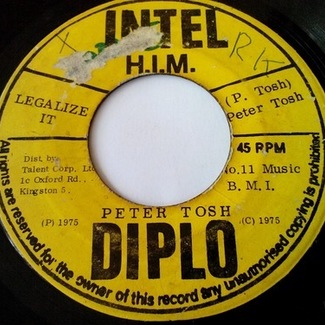 INTEL
X
RK
H.I.M.
LEGALIZE
IT
(P. Tosh)
Peter Tosh
Dist. by
Talent Corp. Ltd
1c Oxford Rd.,
Kingston 5.
45 RPM
No.11 Music
B. M. I.
(P) 1975
PETER TOSH
(C) 1975
DIPLO
All rights are reserved for the owner of this record any unauthorised copying is prohibited